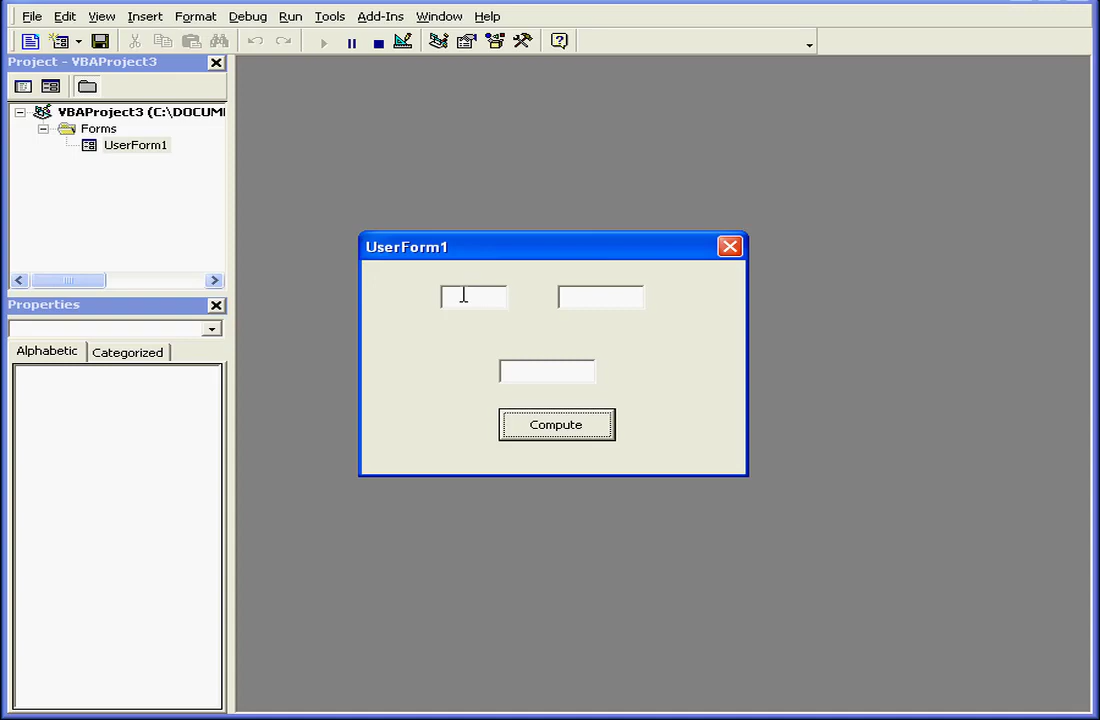 File Edit View Insert Format Debug Run Tools Add-Ins Window Help
Project - VBAProject3
VBAProject3 (C:\DOCUM
Forms
UserForm1
Properties
Alphabetic Categorized
UserForm1
Compute